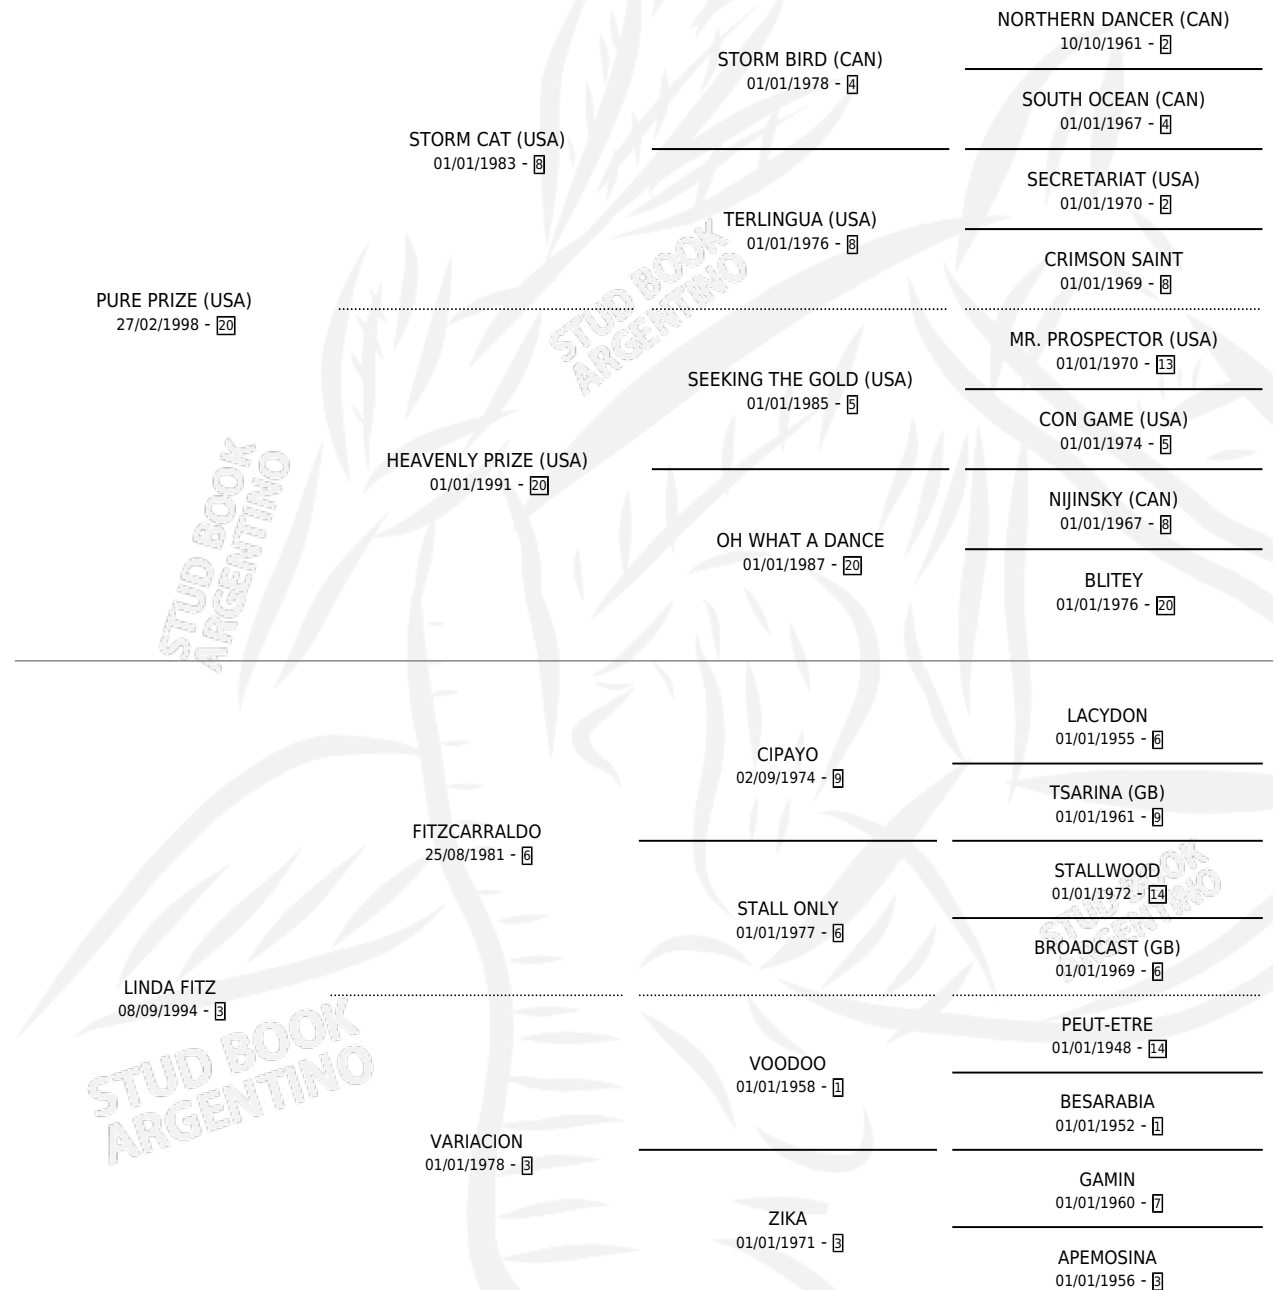 NORTHERN DANCER (CAN)
10/10/1961 - 2
STORM BIRD (CAN)
01/01/1978 - 4
SOUTH OCEAN (CAN)
01/01/1967 - 4
STORM CAT (USA)
01/01/1983 - 8
SECRETARIAT (USA)
01/01/1970 - 2
TERLINGUA (USA)
01/01/1976 - 8
CRIMSON SAINT
01/01/1969 - 8
PURE PRIZE (USA)
27/02/1998 - 20
STUD BOOK
ARGENTINO
MR. PROSPECTOR (USA)
01/01/1970 - 13
SEEKING THE GOLD (USA)
01/01/1985 - 5
CON GAME (USA)
01/01/1974 - 5
HEAVENLY PRIZE (USA)
01/01/1991 - 20
NIJINSKY (CAN)
01/01/1967 - 8
OH WHAT A DANCE
01/01/1987 - 20
BLITEY
01/01/1976 - 20
STUD BOOK
ARGENTINO
LACYDON
01/01/1955 - 6
CIPAYO
02/09/1974 - 9
TSARINA (GB)
01/01/1961 - 9
FITZCARRALDO
25/08/1981 - 6
STALLWOOD
01/01/1972 - 14
STALL ONLY
01/01/1977 - 6
BROADCAST (GB)
01/01/1969 - 6
STUD BOOK
ARGENTINO
LINDA FITZ
08/09/1994 - 3
PEUT-ETRE
01/01/1948 - 14
VOODOO
01/01/1958 - 1
BESARABIA
01/01/1952 - 1
STUD BOOK
ARGENTINO
VARIACION
01/01/1978 - 3
GAMIN
01/01/1960 - 7
ZIKA
01/01/1971 - 3
APEMOSINA
01/01/1956 - 3